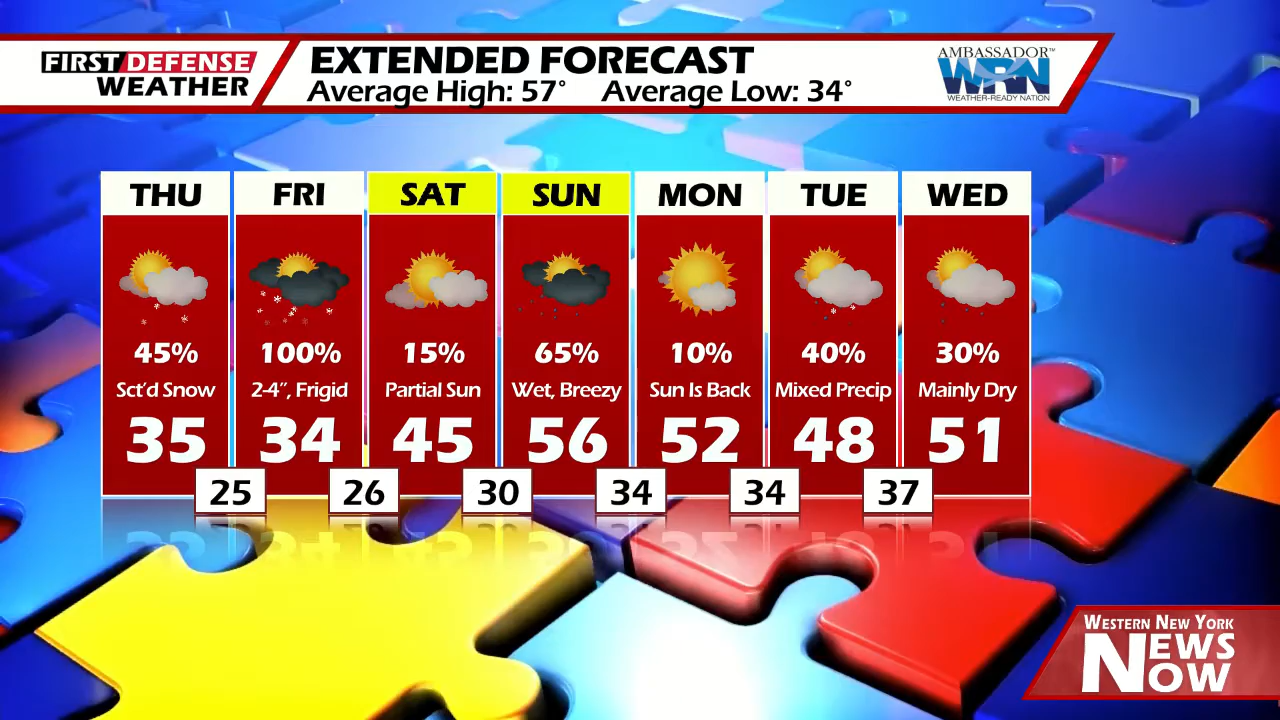 FIRST DEFENSE
WEATHER
EXTENDED FORECAST
Average High: 57° Average Low: 34°
AMBASSADOR™
WRN
WEATHER-READY NATION
THU FRI SAT SUN MON TUE WED
45% 100% 15% 65% 10% 40% 30%
Sct'd Snow 2-4", Frigid Partial Sun Wet, Breezy Sun Is Back Mixed Precip Mainly Dry
35 34 45 56 52 48 51
25 26 30 34 34 37
WESTERN NEW YORK
NEWS
NOW